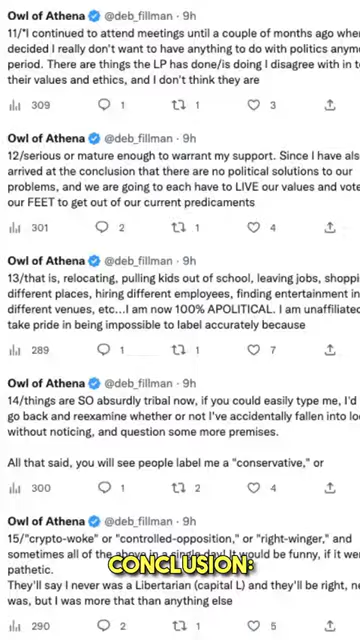 Owl of Athena @deb_fillman · 9h
11/*I continued to attend meetings until a couple of months ago when
decided I really don't want to have anything to do with politics anym
period. There are things the LP has done/is doing I disagree with in t
their values and ethics, and I don't think they are
309 1 1 3
Owl of Athena @deb_fillman · 9h
12/serious or mature enough to warrant my support. Since I have als
arrived at the conclusion that there are no political solutions to our
problems, and we are going to each have to LIVE our values and vote
our FEET to get out of our current predicaments
301 2 1 4
Owl of Athena @deb_fillman · 9h
13/that is, relocating, pulling kids out of school, leaving jobs, shoppi
different places, hiring different employees, finding entertainment in
different venues, etc...I am now 100% APOLITICAL. I am unaffiliated
take pride in being impossible to label accurately because
289 1 1 7
Owl of Athena @deb_fillman · 9h
14/things are SO absurdly tribal now, if you could easily type me, I'd
go back and reexamine whether or not I've accidentally fallen into lo
without noticing, and question some more premises.
All that said, you will see people label me a "conservative," or
300 1 2 4
Owl of Athena @deb_fillman · 9h
15/"crypto-woke" or "controlled-opposition," or "right-winger," and
sometimes all of the above in a single day! It would be funny, if it wer
CONCLUSION:
pathetic.
They'll say I never was a Libertarian (capital L) and they'll be right, ne
was, but I was more that than anything else
290 2 1 5